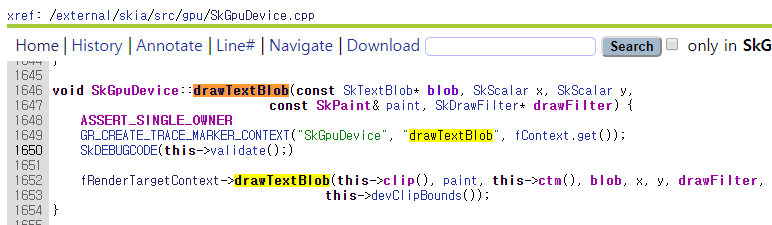 xref: /external/skia/src/gpu/SkGpuDevice.cpp
Home | History | Annotate | Line# | Navigate | Download Search only in SkG
1644 }
1645
1646 void SkGpuDevice::drawTextBlob(const SkTextBlob* blob, SkScalar x, SkScalar y,
1647 const SkPaint& paint, SkDrawFilter* drawFilter) {
1648 ASSERT_SINGLE_OWNER
1649 GR_CREATE_TRACE_MARKER_CONTEXT("SkGpuDevice", "drawTextBlob", fContext.get());
1650 SkDEBUGCODE(this->validate();)
1651
1652 fRenderTargetContext->drawTextBlob(this->clip(), paint, this->ctm(), blob, x, y, drawFilter,
1653 this->devClipBounds());
1654 }
1655